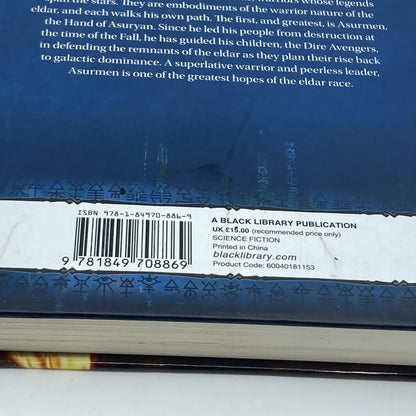 warriors whose legends
span the stars. They are embodiments of the warrior nature of the
eldar, and each walks his own path. The first, and greatest, is Asurmen,
the Hand of Asuryan. Since he led his people from destruction at
the time of the Fall, he has guided his children, the Dire Avengers,
in defending the remnants of the eldar as they plan their rise back
to galactic dominance. A superlative warrior and peerless leader,
Asurmen is one of the greatest hopes of the eldar race.
ISBN 978-1-84970-886-9
9 781849 708869
A BLACK LIBRARY PUBLICATION
UK £15.00 (recommended price only)
SCIENCE FICTION
Printed in China
blacklibrary.com
Product Code: 60040181153